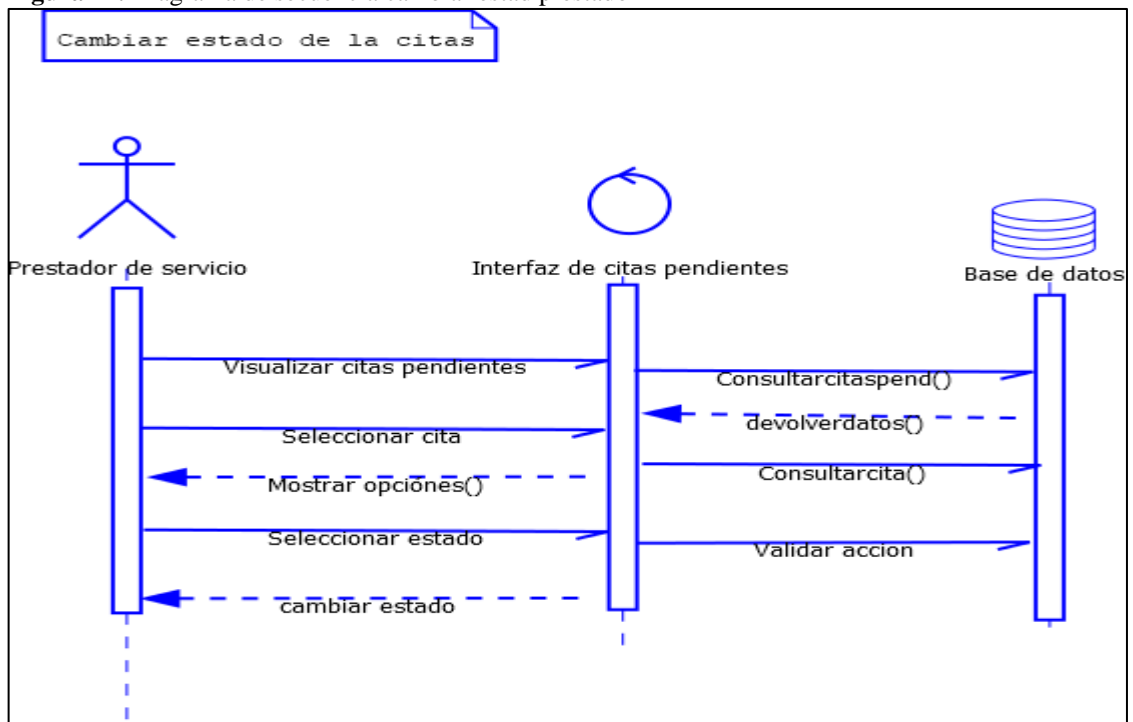 Cambiar estado de la citas
Prestador de servicio
Interfaz de citas pendientes
Base de datos
Visualizar citas pendientes
Consultarcitaspend()
devolverdatos()
Seleccionar cita
Consultarcita()
Mostrar opciones()
Seleccionar estado
Validar accion
cambiar estado